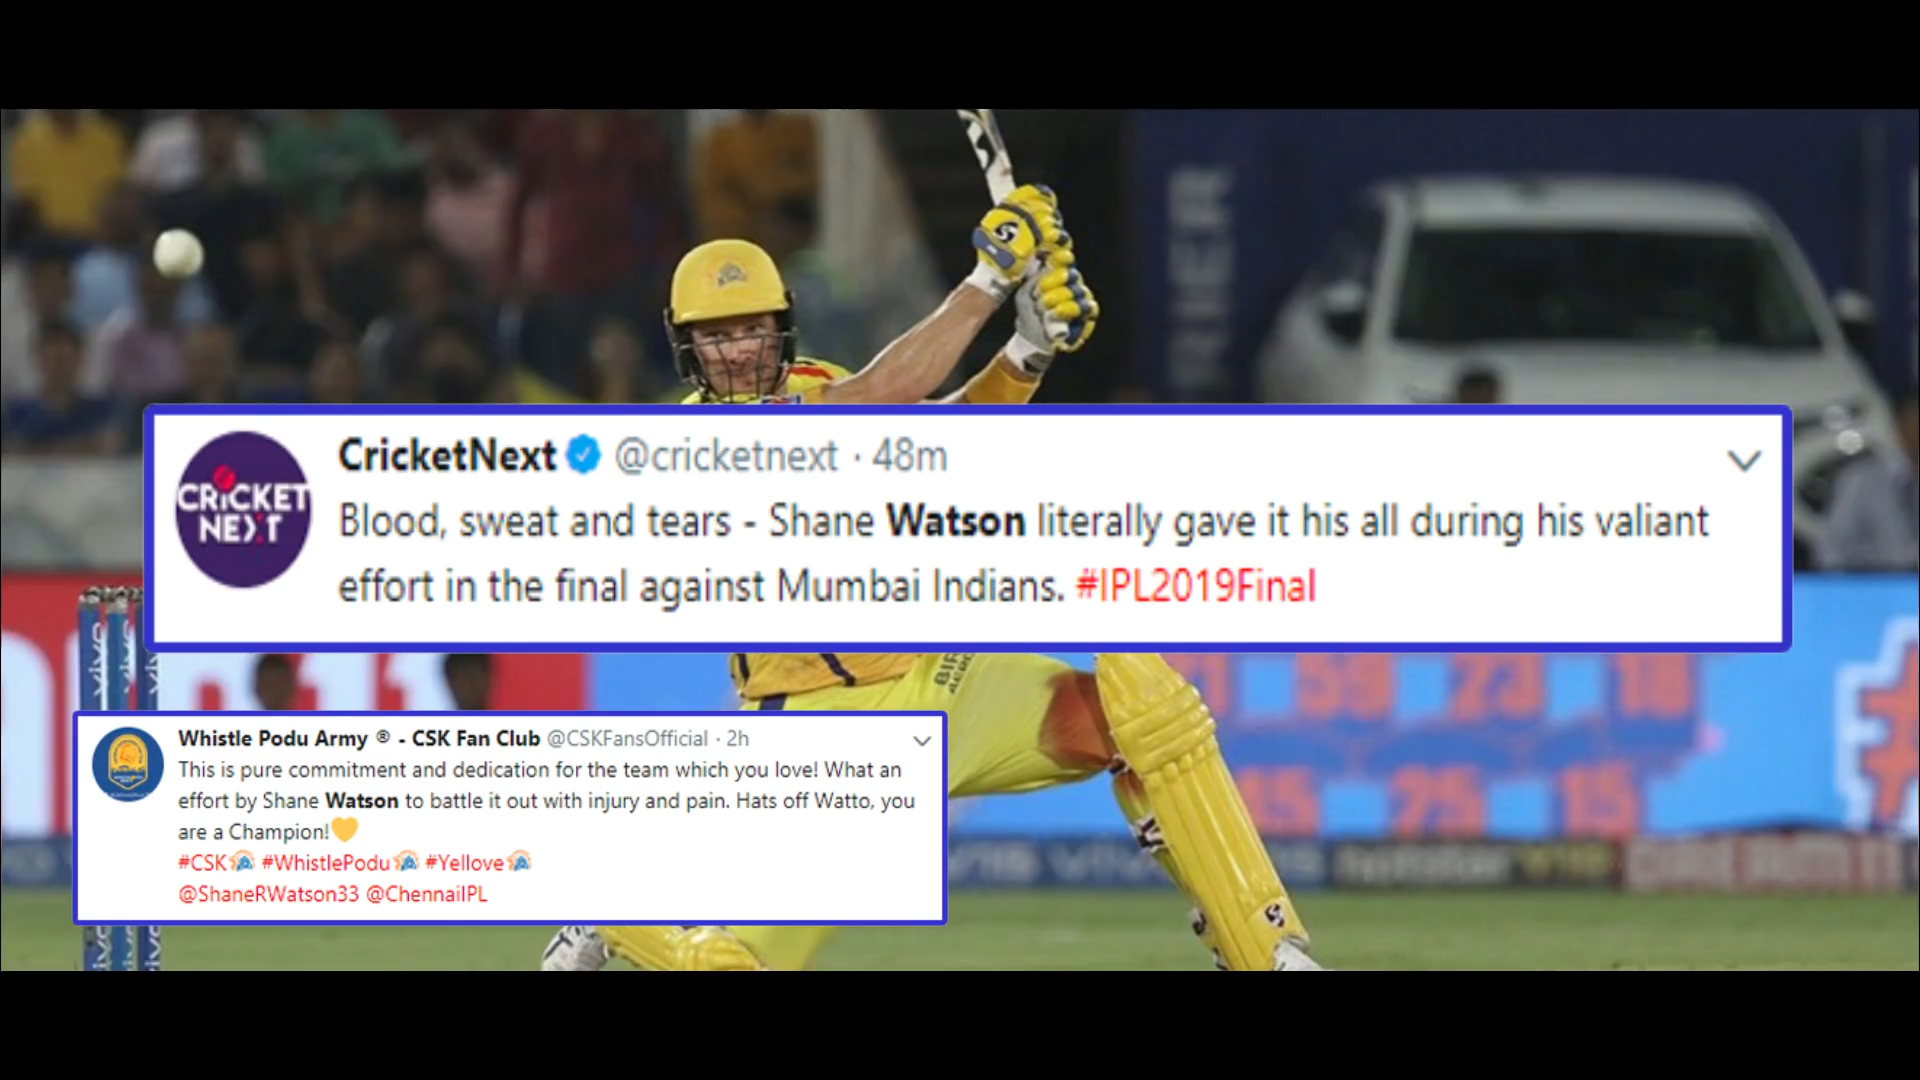 CricketNext @cricketnext · 48m
CRICKET
NEXT
Blood, sweat and tears - Shane Watson literally gave it his all during his valiant
effort in the final against Mumbai Indians. #IPL2019Final
BIR
Whistle Podu Army ® - CSK Fan Club @CSKFansOfficial · 2h
This is pure commitment and dedication for the team which you love! What an
effort by Shane Watson to battle it out with injury and pain. Hats off Watto, you
are a Champion!
#CSK #WhistlePodu #Yellove
@ShaneRWatson33 @ChennaiIPL
vivo
vivo